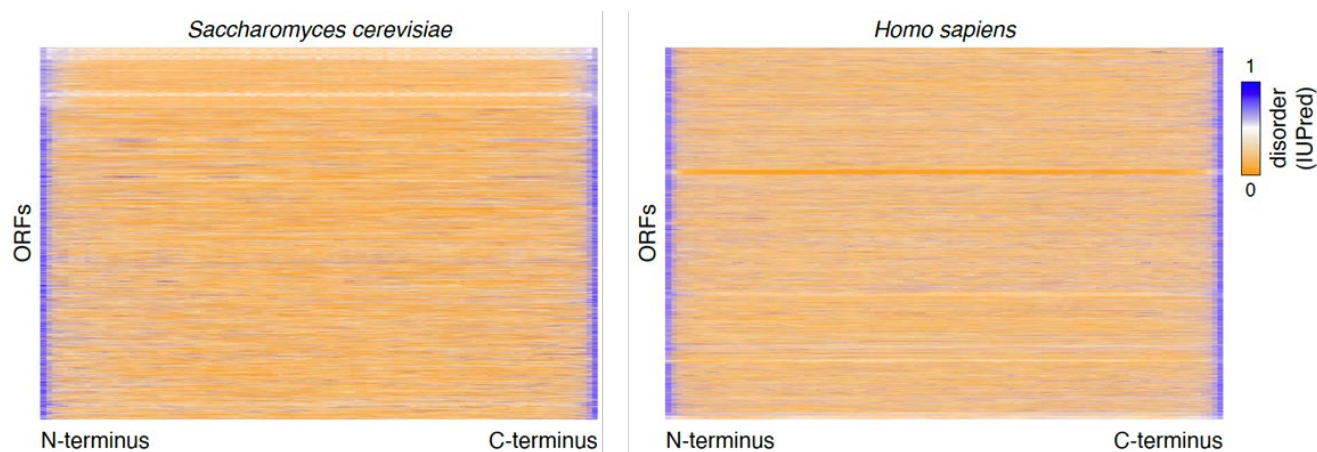 Saccharomyces cerevisiae
ORFs
N-terminus C-terminus
Homo sapiens
ORFs
N-terminus C-terminus
1
0
disorder
(IUPred)